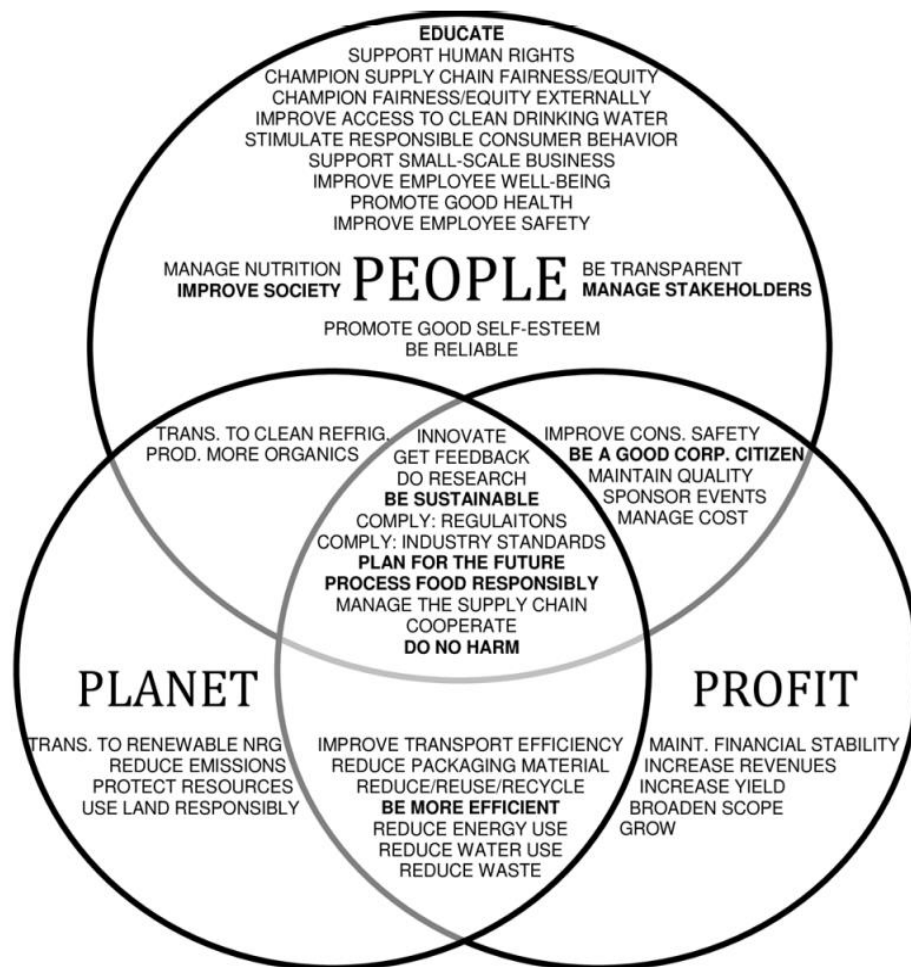 EDUCATE
SUPPORT HUMAN RIGHTS
CHAMPION SUPPLY CHAIN FAIRNESS/EQUITY
CHAMPION FAIRNESS/EQUITY EXTERNALLY
IMPROVE ACCESS TO CLEAN DRINKING WATER
STIMULATE RESPONSIBLE CONSUMER BEHAVIOR
SUPPORT SMALL-SCALE BUSINESS
IMPROVE EMPLOYEE WELL-BEING
PROMOTE GOOD HEALTH
IMPROVE EMPLOYEE SAFETY
MANAGE NUTRITION
IMPROVE SOCIETY
PEOPLE
BE TRANSPARENT
MANAGE STAKEHOLDERS
PROMOTE GOOD SELF-ESTEEM
BE RELIABLE
TRANS. TO CLEAN REFRIG.
PROD. MORE ORGANICS
INNOVATE
GET FEEDBACK
DO RESEARCH
BE SUSTAINABLE
COMPLY: REGULAITONS
COMPLY: INDUSTRY STANDARDS
PLAN FOR THE FUTURE
PROCESS FOOD RESPONSIBLY
MANAGE THE SUPPLY CHAIN
COOPERATE
DO NO HARM
IMPROVE CONS. SAFETY
BE A GOOD CORP. CITIZEN
MAINTAIN QUALITY
SPONSOR EVENTS
MANAGE COST
PLANET
TRANS. TO RENEWABLE NRG
REDUCE EMISSIONS
PROTECT RESOURCES
USE LAND RESPONSIBLY
IMPROVE TRANSPORT EFFICIENCY
REDUCE PACKAGING MATERIAL
REDUCE/REUSE/RECYCLE
BE MORE EFFICIENT
REDUCE ENERGY USE
REDUCE WATER USE
REDUCE WASTE
PROFIT
MAINT. FINANCIAL STABILITY
INCREASE REVENUES
INCREASE YIELD
BROADEN SCOPE
GROW